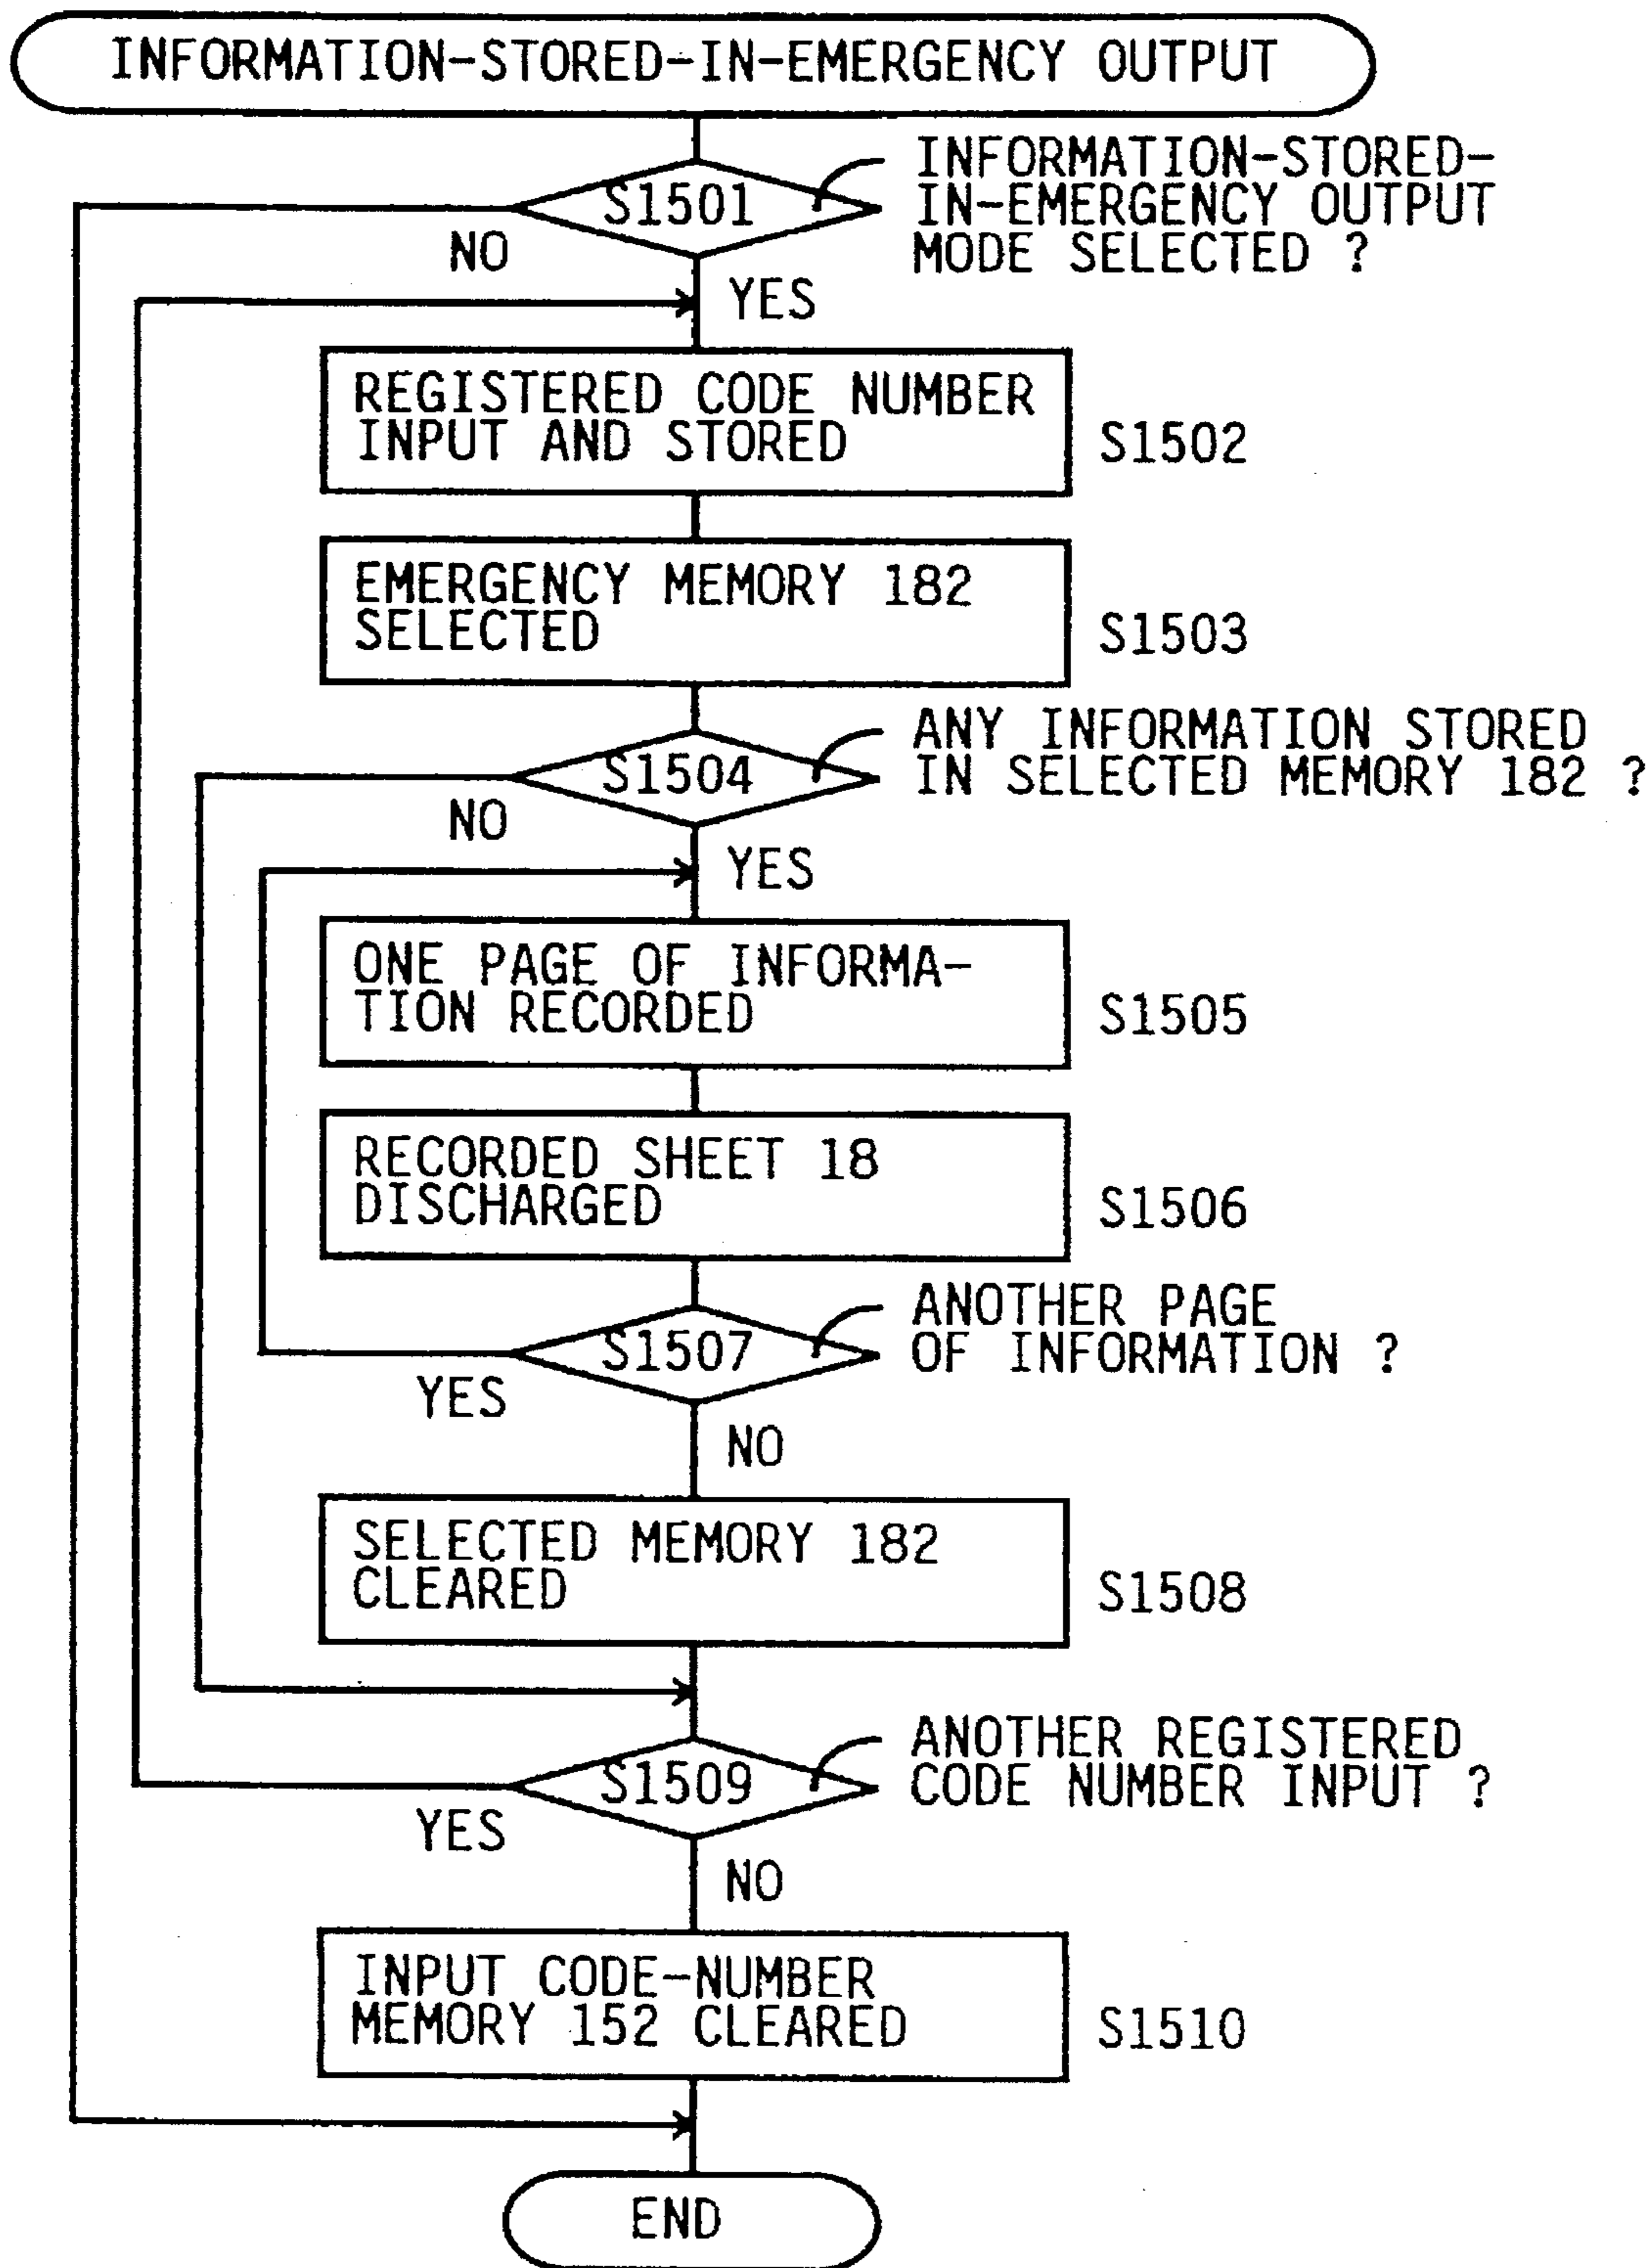 INFORMATION-STORED-IN-EMERGENCY OUTPUT
S1501
INFORMATION-STORED-
IN-EMERGENCY OUTPUT
MODE SELECTED ?
NO
YES
REGISTERED CODE NUMBER
INPUT AND STORED
S1502
EMERGENCY MEMORY 182
SELECTED
S1503
S1504
ANY INFORMATION STORED
IN SELECTED MEMORY 182 ?
NO
YES
ONE PAGE OF INFORMA-
TION RECORDED
S1505
RECORDED SHEET 18
DISCHARGED
S1506
S1507
ANOTHER PAGE
OF INFORMATION ?
YES
NO
SELECTED MEMORY 182
CLEARED
S1508
S1509
ANOTHER REGISTERED
CODE NUMBER INPUT ?
YES
NO
INPUT CODE-NUMBER
MEMORY 152 CLEARED
S1510
END